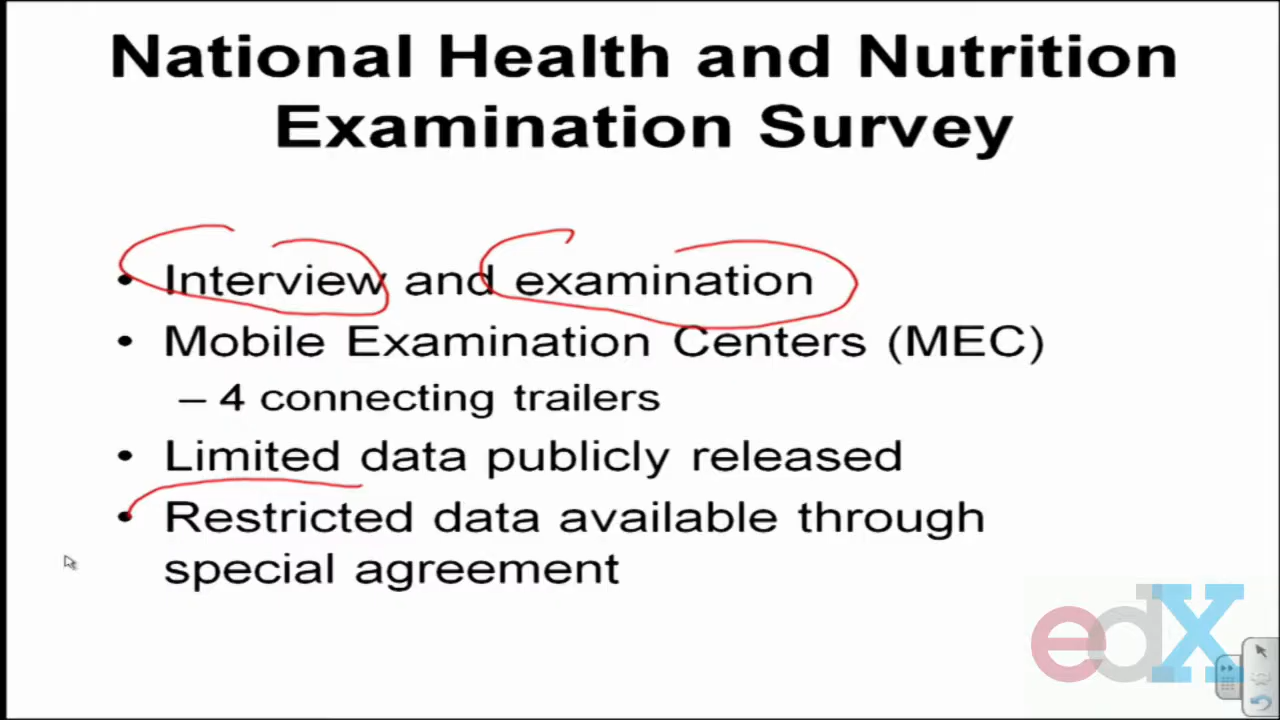 National Health and Nutrition
Examination Survey
• Interview and examination
• Mobile Examination Centers (MEC)
– 4 connecting trailers
• Limited data publicly released
• Restricted data available through
special agreement
edX